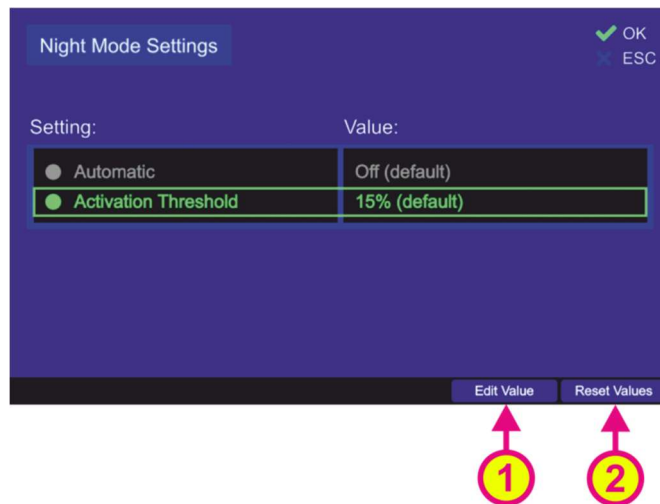 Night Mode Settings
OK
ESC
Setting:
Value:
Automatic
Off (default)
Activation Threshold
15% (default)
Edit Value
Reset Values
1
2